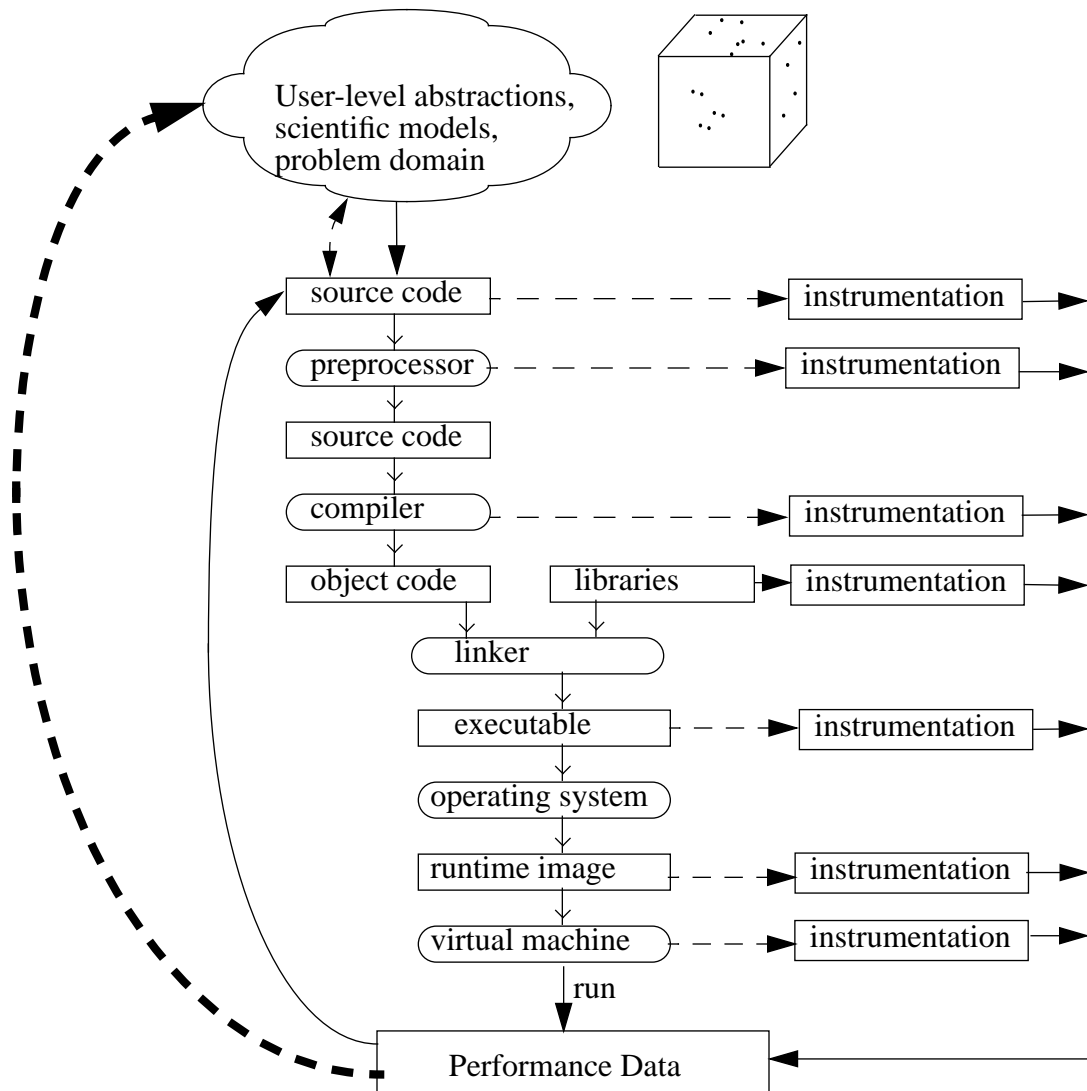 User-level abstractions,
scientific models,
problem domain
source code
instrumentation
preprocessor
instrumentation
source code
compiler
instrumentation
object code
libraries
instrumentation
linker
executable
instrumentation
operating system
runtime image
instrumentation
virtual machine
instrumentation
run
Performance Data